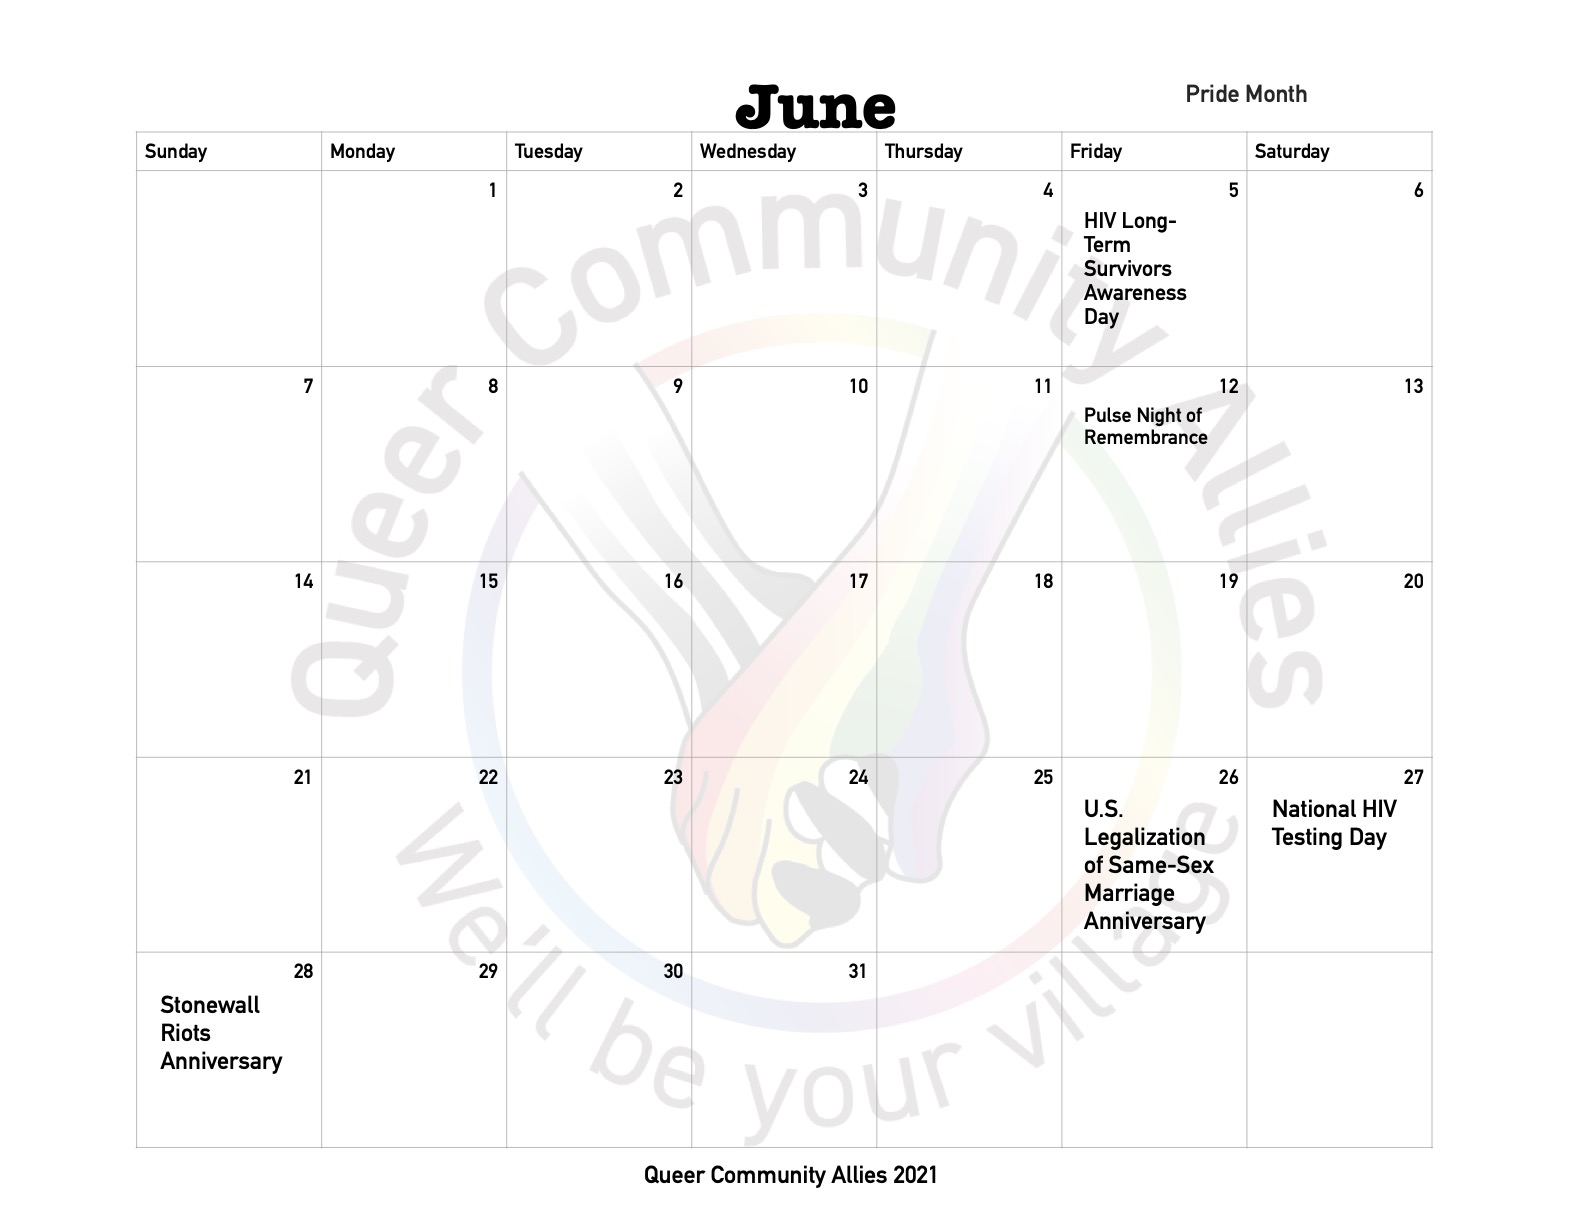 June
Pride Month
Sunday Monday Tuesday Wednesday Thursday Friday Saturday
1 2 3 4 5 6
HIV Long-
Term
Survivors
Awareness
Day
7 8 9 10 11 12 13
Pulse Night of
Remembrance
14 15 16 17 18 19 20
21 22 23 24 25 26 27
U.S.
Legalization
of Same-Sex
Marriage
Anniversary
National HIV
Testing Day
28 29 30 31
Stonewall
Riots
Anniversary
Queer Community Allies
We'll be your village
Queer Community Allies 2021